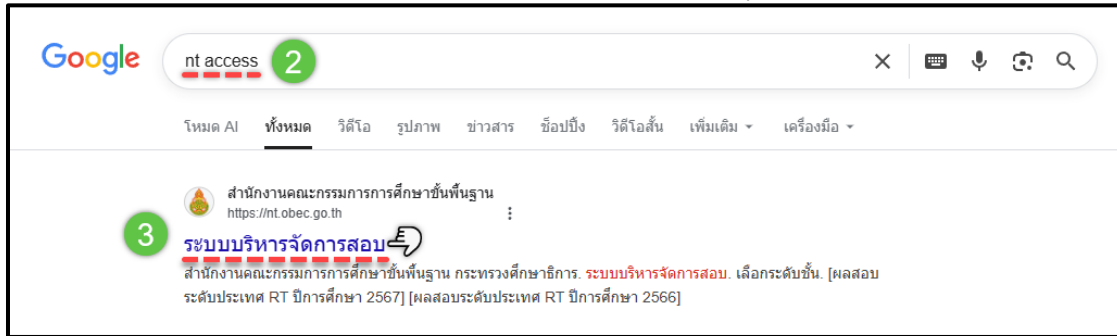 Google nt access 2
โหมด AI ทั้งหมด วิดีโอ รูปภาพ ข่าวสาร ช็อปปิ้ง วิดีโอสั้น เพิ่มเติม เครื่องมือ
สำนักงานคณะกรรมการการศึกษาขั้นพื้นฐาน
https://nt.obec.go.th
3 ระบบบริหารจัดการสอบ
สำนักงานคณะกรรมการการศึกษาขั้นพื้นฐาน กระทรวงศึกษาธิการ. ระบบบริหารจัดการสอบ. เลือกระดับชั้น. [ผลสอบ
ระดับประเทศ RT ปีการศึกษา 2567] [ผลสอบระดับประเทศ RT ปีการศึกษา 2566]